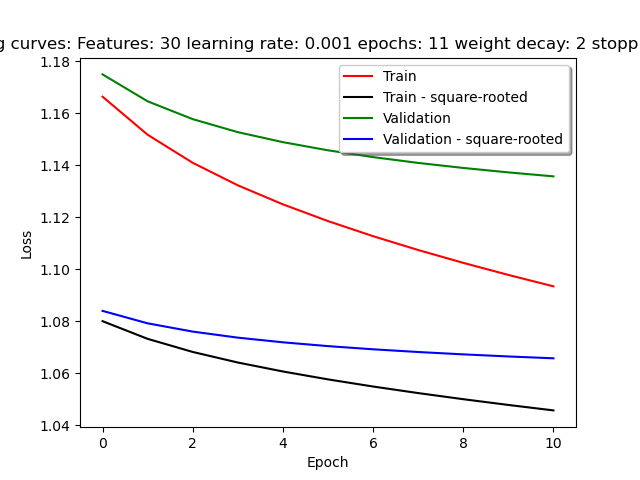 g curves: Features: 30 learning rate: 0.001 epochs: 11 weight decay: 2 stopp
1.18
1.16
1.14
1.12
1.10
1.08
1.06
1.04
Loss
Train
Train - square-rooted
Validation
Validation - square-rooted
0 2 4 6 8 10
Epoch